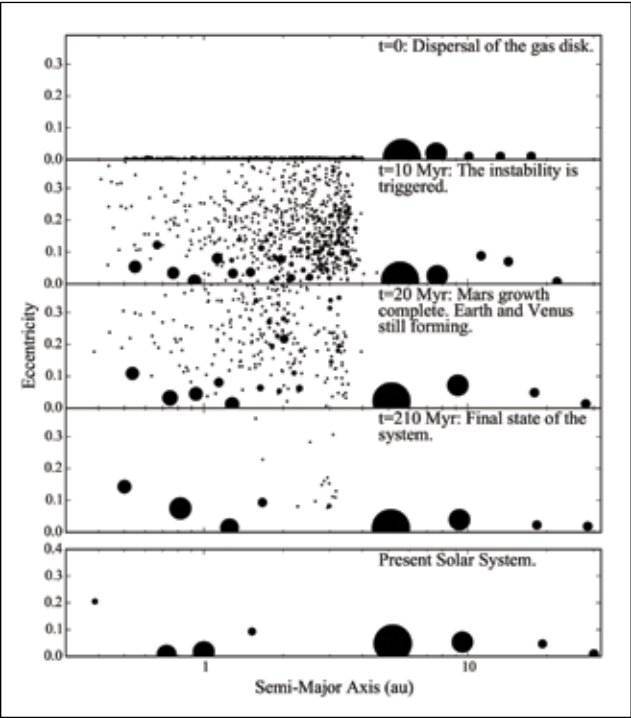 0.3
t=0: Dispersal of the gas disk.
0.2
0.1
0.0
0.3
t=10 Myr: The instability is
triggered.
0.2
0.1
0.0
0.3
t=20 Myr: Mars growth
complete. Earth and Venus
still forming.
0.2
0.1
0.0
Eccentricity
0.3
t=210 Myr: Final state of the
system.
0.2
0.1
0.0
0.4
Present Solar System.
0.3
0.2
0.1
0.0
1 10
Semi-Major Axis (au)